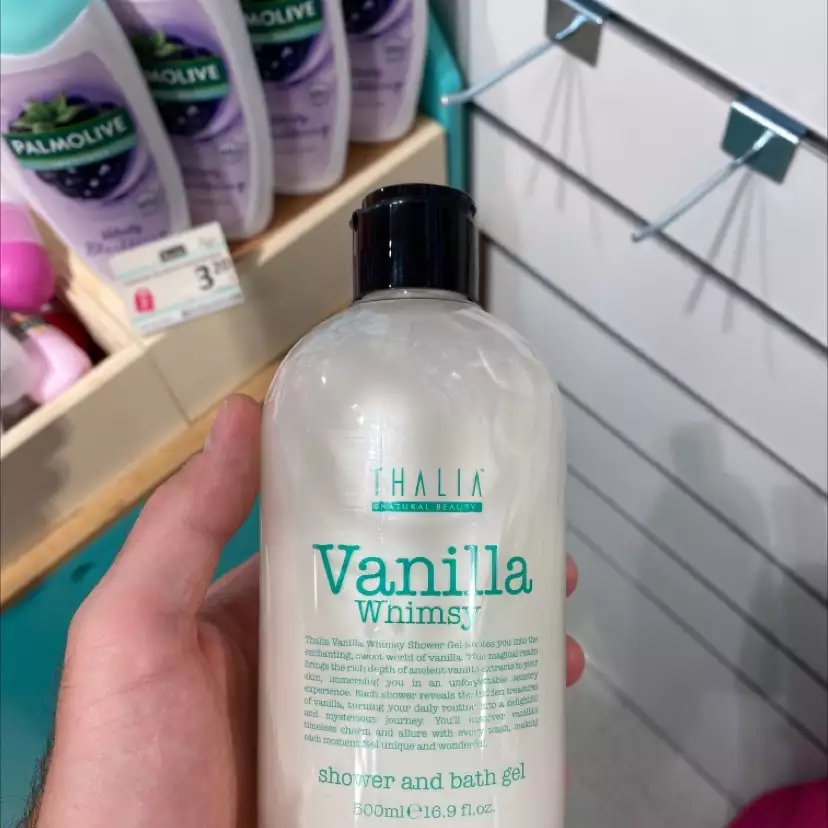 MOLIVE
MOLIVE
PALMOLIVE
3
THALIA
NATURAL BEAUTY
Vanilla
Whimsy
Thalia Vanilla Whimsy Shower Gel invites you into the
enchanting, sweet world of vanilla. This magical realm
brings the rich depth of ancient vanilla extracts to your
skin, immersing you in an unforgettable sensory
experience. Each shower reveals the hidden treasures
of vanilla, turning your daily routine into a delightful
and mysterious journey. You'll discover vanilla's
timeless charm and allure with every wash, making
each moment feel unique and wonderful.
shower and bath gel
500ml℮16.9 fl.oz.